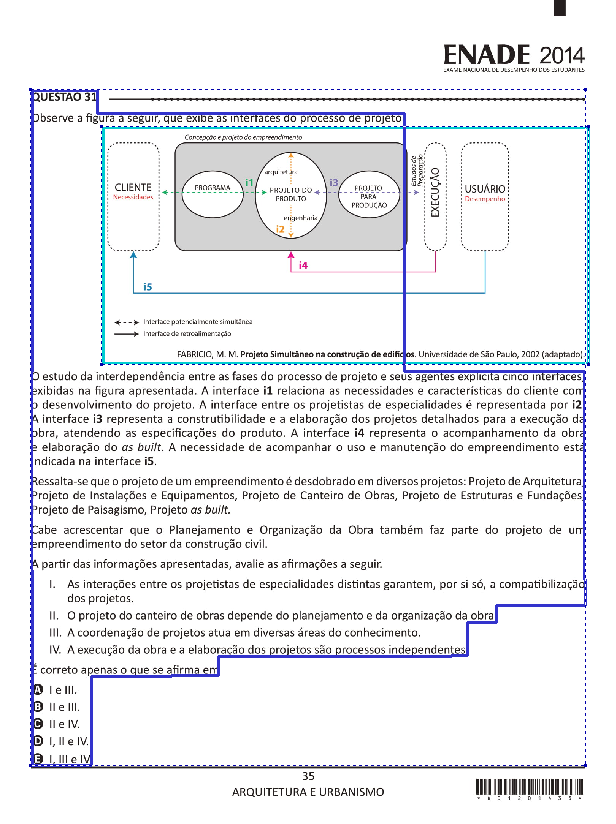 ENADE 2014
EXAME NACIONAL DE DESEMPENHO DOS ESTUDANTES
QUESTÃO 31
Observe a figura a seguir, que exibe as interfaces do processo de projeto.
Concepção e projeto do empreendimento
CLIENTE
Necessidades
PROGRAMA
i1
arquitetura
PROJETO DO
PRODUTO
engenharia
i2
i3
PROJETO
PARA
PRODUÇÃO
EXECUÇÃO
USUÁRIO
Desempenho
i4
i5
Interface potencialmente simultânea
Interface de retroalimentação
FABRICIO, M. M. Projeto Simultâneo na construção de edifícios. Universidade de São Paulo, 2002 (adaptado).
O estudo da interdependência entre as fases do processo de projeto e seus agentes explicita cinco interfaces,
exibidas na figura apresentada. A interface i1 relaciona as necessidades e características do cliente com
o desenvolvimento do projeto. A interface entre os projetistas de especialidades é representada por i2.
A interface i3 representa a construtibilidade e a elaboração dos projetos detalhados para a execução da
obra, atendendo as especificações do produto. A interface i4 representa o acompanhamento da obra
e elaboração do as built. A necessidade de acompanhar o uso e manutenção do empreendimento está
indicada na interface i5.
Ressalta-se que o projeto de um empreendimento é desdobrado em diversos projetos: Projeto de Arquitetura,
Projeto de Instalações e Equipamentos, Projeto de Canteiro de Obras, Projeto de Estruturas e Fundações,
Projeto de Paisagismo, Projeto as built.
Cabe acrescentar que o Planejamento e Organização da Obra também faz parte do projeto de um
empreendimento do setor da construção civil.
A partir das informações apresentadas, avalie as afirmações a seguir.
I. As interações entre os projetistas de especialidades distintas garantem, por si só, a compatibilização
dos projetos.
II. O projeto do canteiro de obras depende do planejamento e da organização da obra.
III. A coordenação de projetos atua em diversas áreas do conhecimento.
IV. A execução da obra e a elaboração dos projetos são processos independentes.
É correto apenas o que se afirma em
A I e III.
B II e III.
C II e IV.
D I, II e IV.
E I, III e IV.
35
ARQUITETURA E URBANISMO